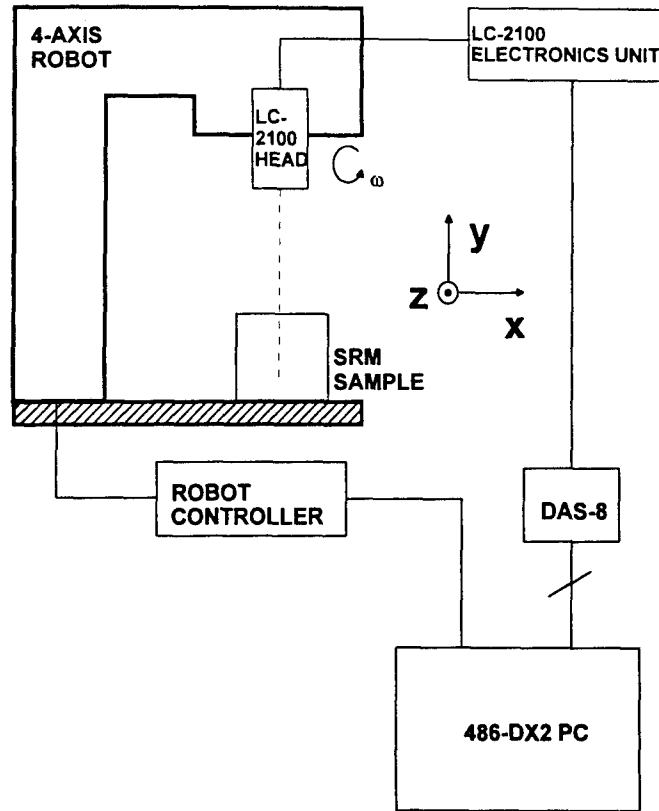 4-AXIS
ROBOT
LC-2100
ELECTRONICS UNIT
LC-
2100
HEAD
ω
y
z
x
SRM
SAMPLE
ROBOT
CONTROLLER
DAS-8
486-DX2 PC